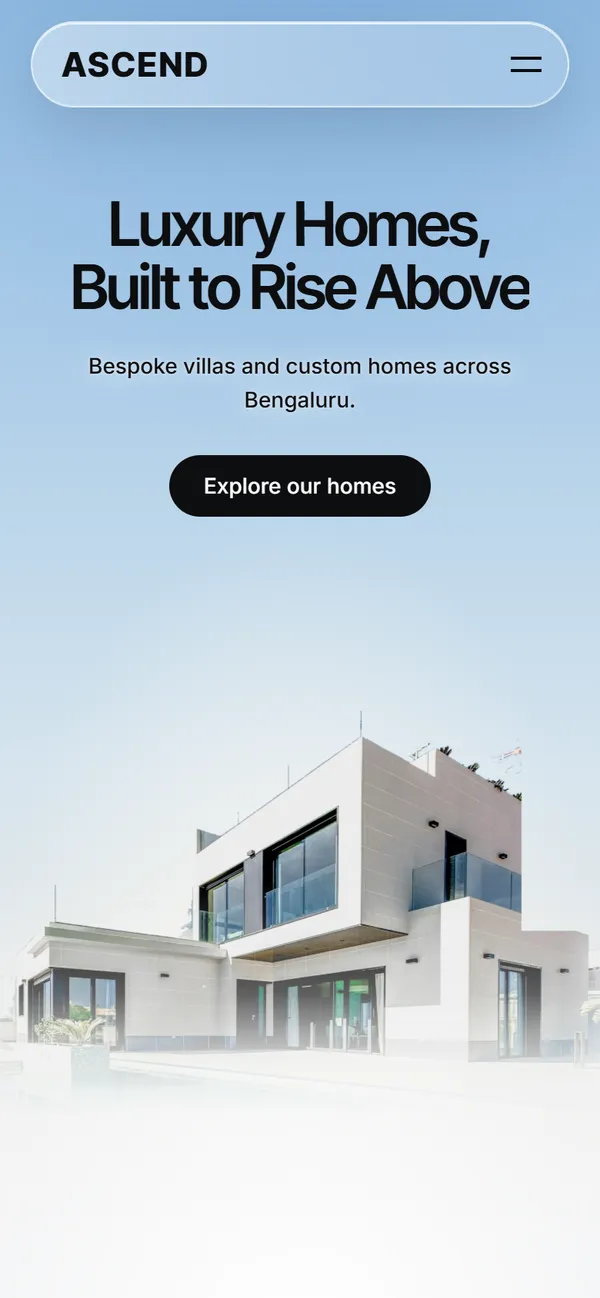 ASCEND
Luxury Homes,
Built to Rise Above
Bespoke villas and custom homes across
Bengaluru.
Explore our homes